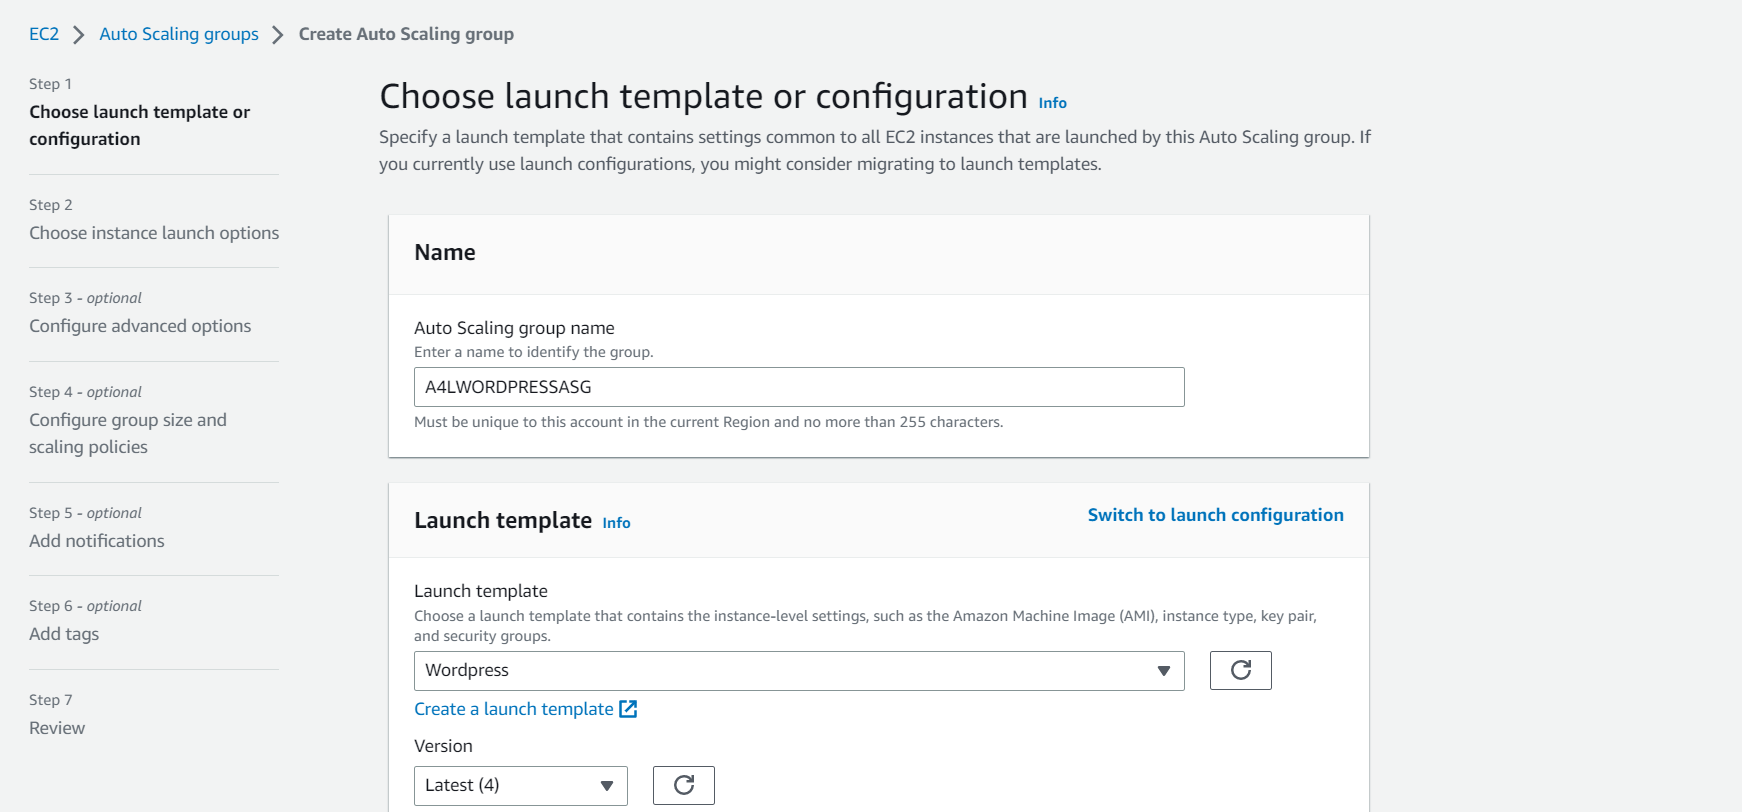 EC2 > Auto Scaling groups > Create Auto Scaling group
Step 1
Choose launch template or
configuration
Step 2
Choose instance launch options
Step 3 - optional
Configure advanced options
Step 4 - optional
Configure group size and
scaling policies
Step 5 - optional
Add notifications
Step 6 - optional
Add tags
Step 7
Review
Choose launch template or configuration Info
Specify a launch template that contains settings common to all EC2 instances that are launched by this Auto Scaling group. If
you currently use launch configurations, you might consider migrating to launch templates.
Name
Auto Scaling group name
Enter a name to identify the group.
A4LWORDPRESSASG
Must be unique to this account in the current Region and no more than 255 characters.
Launch template Info
Switch to launch configuration
Launch template
Choose a launch template that contains the instance-level settings, such as the Amazon Machine Image (AMI), instance type, key pair,
and security groups.
Wordpress
Create a launch template
Version
Latest (4)